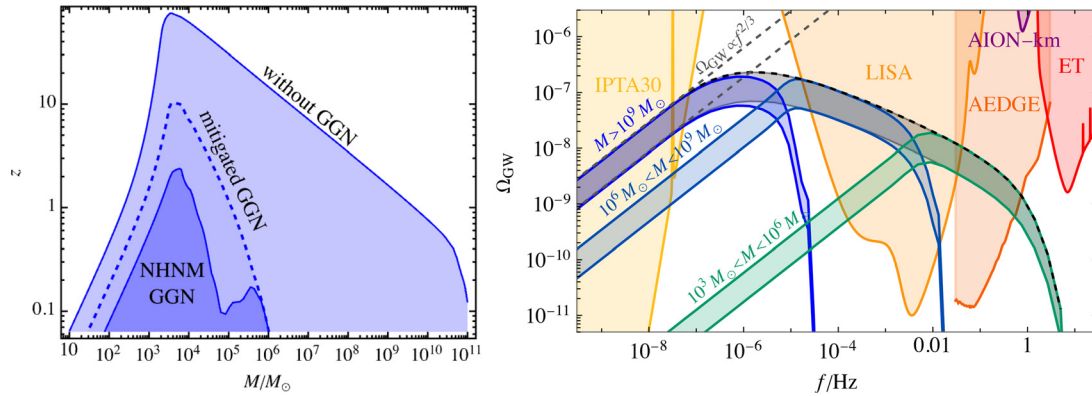 10
1
0.1
z
without GGN
mitigated GGN
NHNM
GGN
10 10² 10³ 10⁴ 10⁵ 10⁶ 10⁷ 10⁸ 10⁹ 10¹⁰ 10¹¹
M/M☉
10⁻⁶
10⁻⁷
10⁻⁸
10⁻⁹
10⁻¹⁰
10⁻¹¹
Ω_GW
IPTA30
Ω_GW ∝ f^2/3
LISA
AION–km
ET
AEDGE
M > 10⁹ M☉
10⁶ M☉ < M < 10⁹ M☉
10³ M☉ < M < 10⁶ M☉
10⁻⁸ 10⁻⁶ 10⁻⁴ 0.01 1
f/Hz